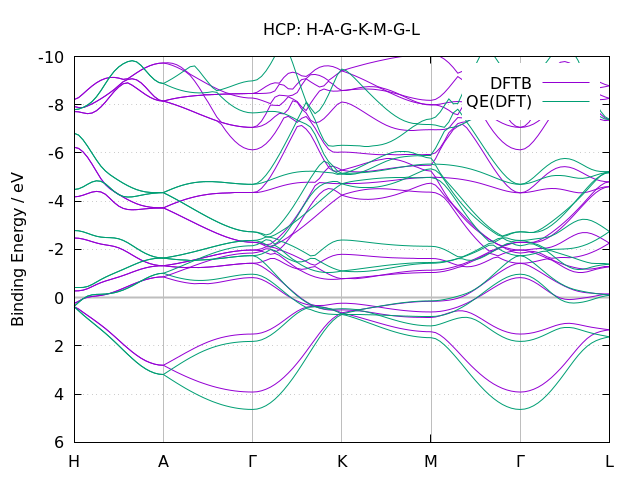 HCP: H-A-G-K-M-G-L
DFTB
QE(DFT)
Binding Energy / eV
-10
-8
-6
-4
-2
0
2
4
6
H A Γ K M Γ L